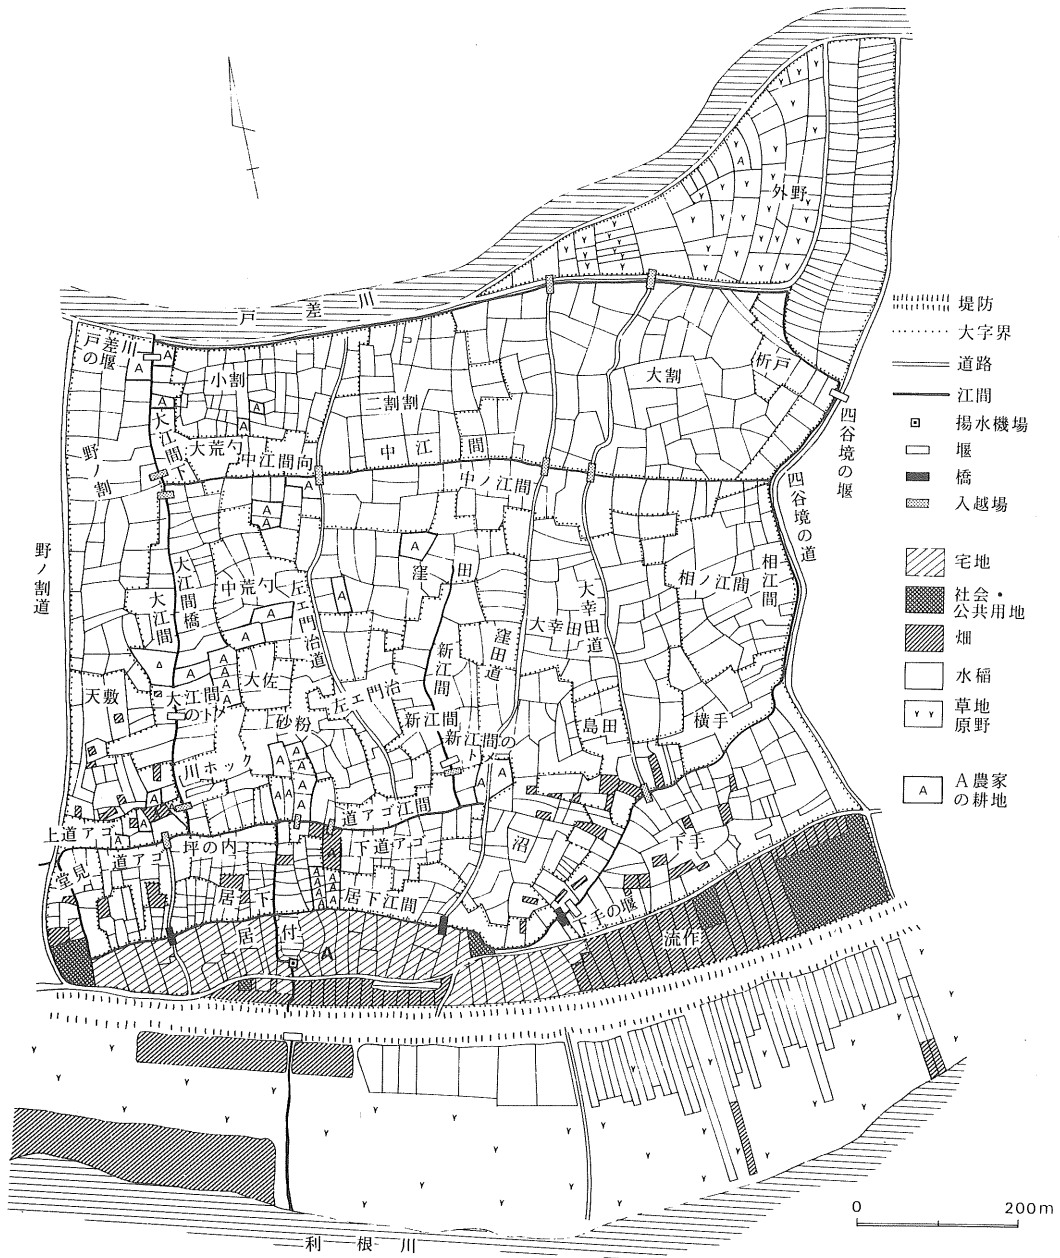 外野
戸差川
戸差川
の堰
小割
二割割
大割
析戸
野ノ割
大江間下
大荒匁
中江間向
中江間
中ノ江間
四谷境の堰
四谷境の道
野ノ割道
大江間
大江間橋
中荒匁
左エ門治道
窪田
新江間
窪田道
大幸田
大幸田道
相ノ江間
相江間
天敷
大江間
のトメ
大佐
砂粉
左エ門治
新江間
新江間の
トメ
島田
横手
川ホック
道アゴ江間
上道アゴ
道アゴ
坪の内
下道アゴ
沼
下手
堂見
居下
居下江間
下手の堰
居付
A
流作
利根川
堤防
大字界
道路
江間
揚水機場
堰
橋
入越場
宅地
社会・
公共用地
畑
水稲
草地
原野
A
A農家
の耕地
0 200m